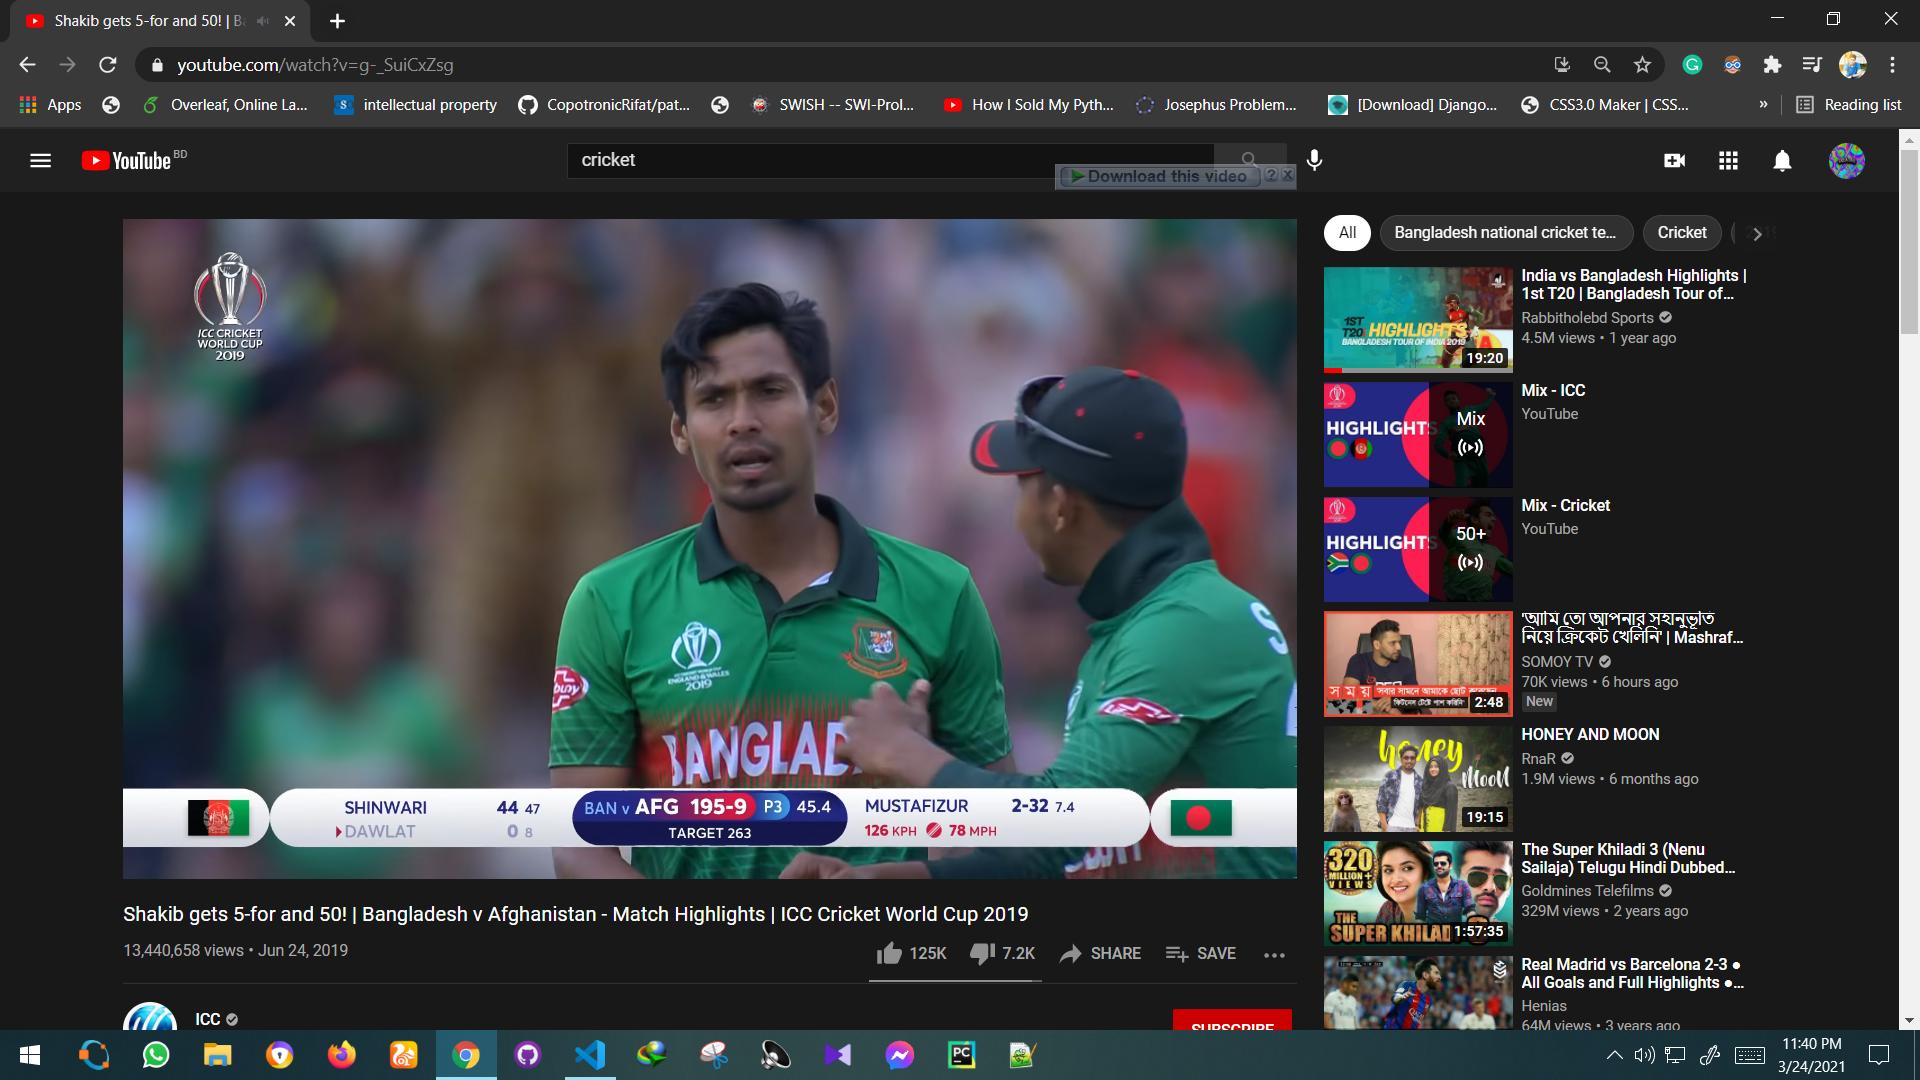 Shakib gets 5-for and 50! | Ba
youtube.com/watch?v=g-_SuiCxZsg
Apps
Overleaf, Online La...
intellectual property
CopotronicRifat/pat...
SWISH -- SWI-Prol...
How I Sold My Pyth...
Josephus Problem...
[Download] Django...
CSS3.0 Maker | CSS...
»
Reading list
YouTube BD
cricket
Download this video ? X
ICC CRICKET
WORLD CUP
2019
ENGLAND & WALES
2019
BANGLAD
SHINWARI 44 47
DAWLAT 0 8
BAN v AFG 195-9 P3 45.4
TARGET 263
MUSTAFIZUR 2-32 7.4
126 KPH 78 MPH
Shakib gets 5-for and 50! | Bangladesh v Afghanistan - Match Highlights | ICC Cricket World Cup 2019
13,440,658 views • Jun 24, 2019
125K
7.2K
SHARE
SAVE
ICC
SUBSCRIBE
All
Bangladesh national cricket te...
Cricket
1ST
T20 HIGHLIGHTS
BANGLADESH TOUR OF INDIA 2019
19:20
India vs Bangladesh Highlights |
1st T20 | Bangladesh Tour of...
Rabbitholebd Sports
4.5M views • 1 year ago
HIGHLIGHTS
Mix
Mix - ICC
YouTube
HIGHLIGHTS
50+
Mix - Cricket
YouTube
সময়
সবার সামনে আমাকে ছোট
2:48
'আমি তো আপনার সহানুভূতি
নিয়ে ক্রিকেট খেলিনি' | Mashraf...
SOMOY TV
70K views • 6 hours ago
New
honey
Moon
19:15
HONEY AND MOON
RnaR
1.9M views • 6 months ago
320
MILLION+
VIEWS
THE
SUPER KHILAD
1:57:35
The Super Khiladi 3 (Nenu
Sailaja) Telugu Hindi Dubbed...
Goldmines Telefilms
329M views • 2 years ago
Real Madrid vs Barcelona 2-3 ●
All Goals and Full Highlights ●...
Henias
64M views • 3 years ago
PC
11:40 PM
3/24/2021